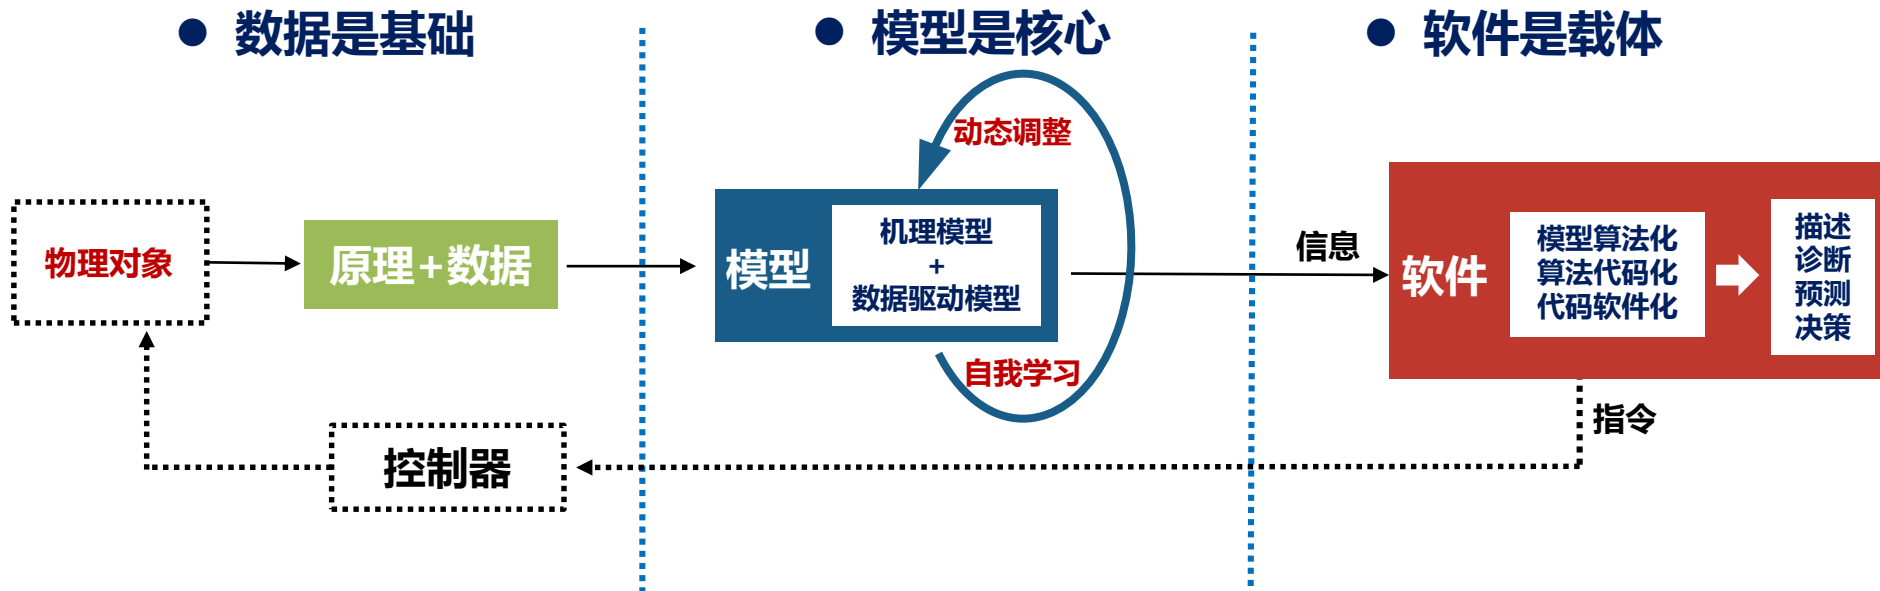 ● 数据是基础
● 模型是核心
● 软件是载体
物理对象
原理+数据
模型
机理模型
+
数据驱动模型
动态调整
自我学习
信息
软件
模型算法化
算法代码化
代码软件化
描述
诊断
预测
决策
指令
控制器